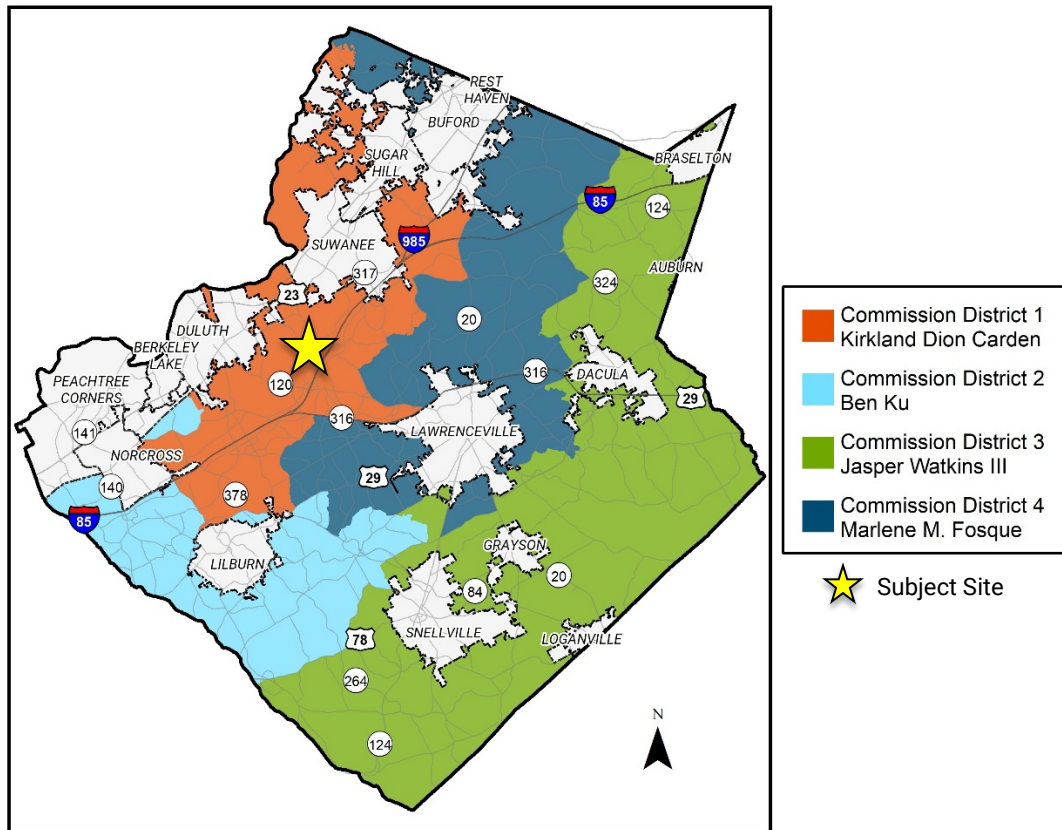 REST
HAVEN
BUFORD
BRASELTON
SUGAR
HILL
85
124
SUWANEE
985
317
AUBURN
324
23
DULUTH
20
BERKELEY
LAKE
PEACHTREE
CORNERS
120
316
DACULA
29
316
141
LAWRENCEVILLE
NORCROSS
29
140
378
85
LILBURN
GRAYSON
20
84
SNELLVILLE
78
LOGANVILLE
264
124
N
Commission District 1
Kirkland Dion Carden
Commission District 2
Ben Ku
Commission District 3
Jasper Watkins III
Commission District 4
Marlene M. Fosque
Subject Site